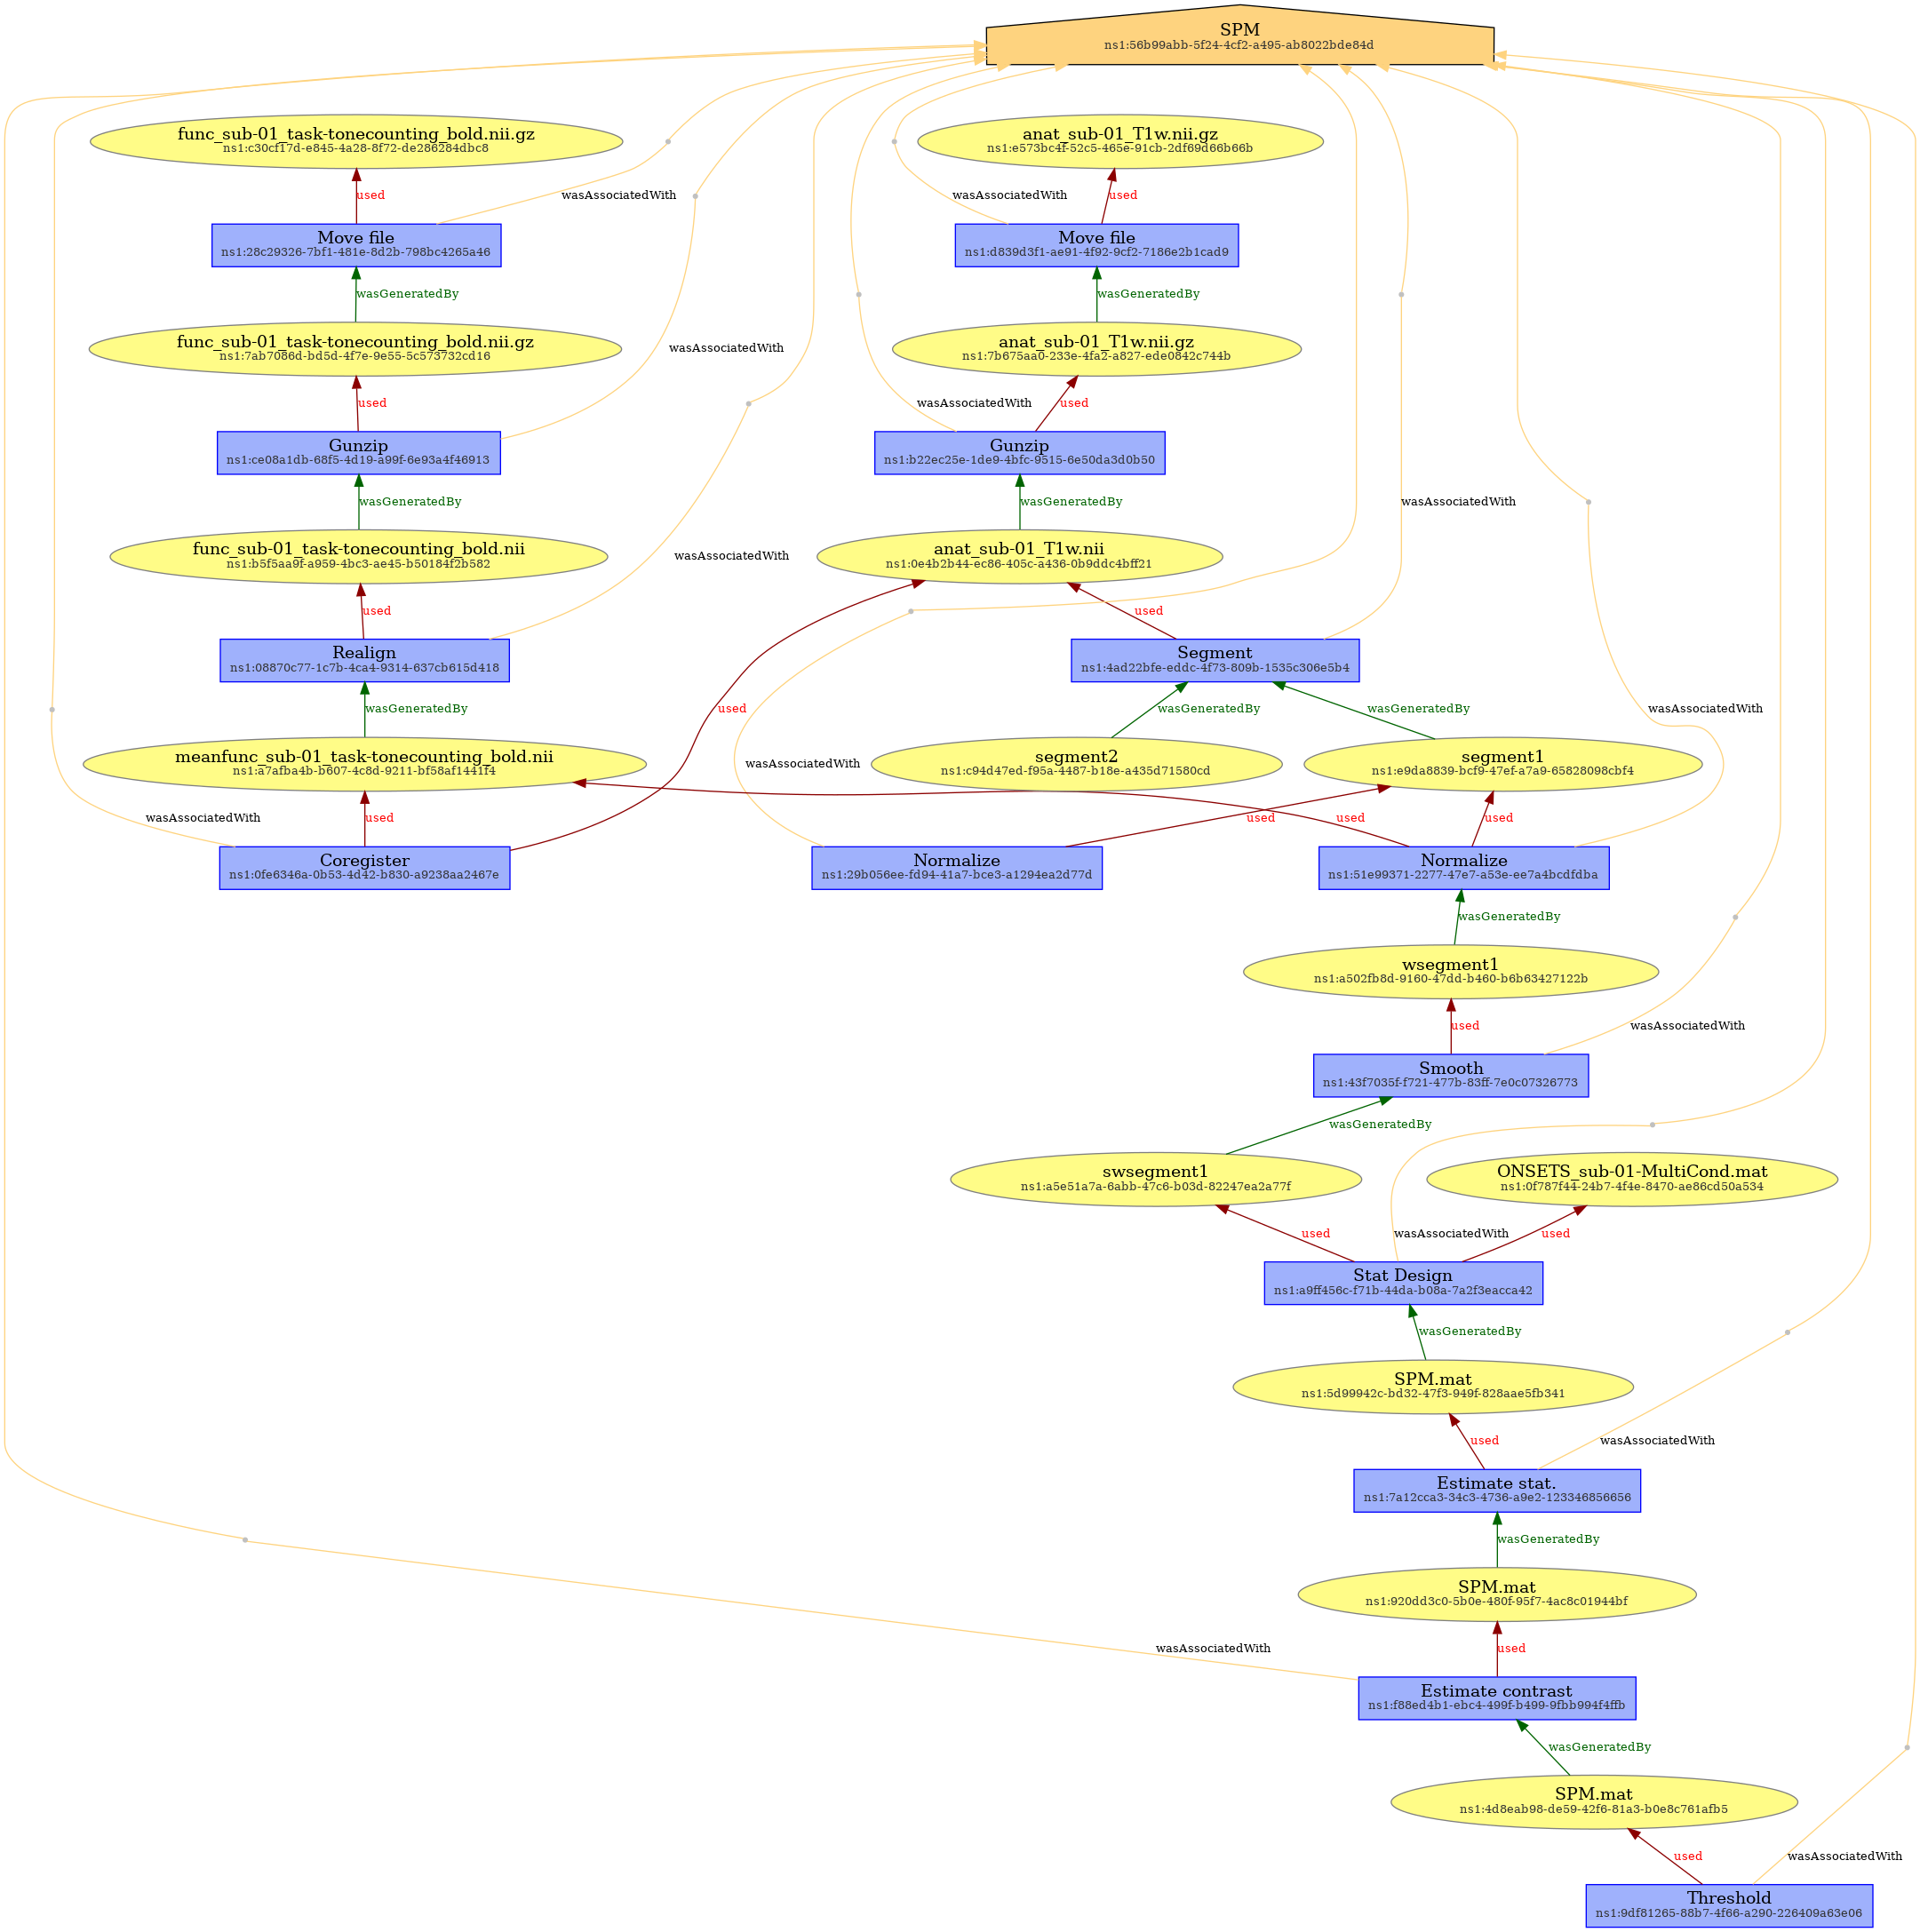 SPM
ns1:56b99abb-5f24-4cf2-a495-ab8022bde84d
func_sub-01_task-tonecounting_bold.nii.gz
ns1:c30cf17d-e845-4a28-8f72-de286284dbc8
anat_sub-01_T1w.nii.gz
ns1:e573bc4f-52c5-465e-91cb-2df69d66b66b
used
wasAssociatedWith
wasAssociatedWith
used
Move file
ns1:28c29326-7bf1-481e-8d2b-798bc4265a46
Move file
ns1:d839d3f1-ae91-4f92-9cf2-7186e2b1cad9
wasGeneratedBy
wasGeneratedBy
func_sub-01_task-tonecounting_bold.nii.gz
ns1:7ab7086d-bd5d-4f7e-9e55-5c573732cd16
anat_sub-01_T1w.nii.gz
ns1:7b675aa0-233e-4fa2-a827-ede0842c744b
wasAssociatedWith
used
wasAssociatedWith
used
Gunzip
ns1:ce08a1db-68f5-4d19-a99f-6e93a4f46913
Gunzip
ns1:b22ec25e-1de9-4bfc-9515-6e50da3d0b50
wasGeneratedBy
wasGeneratedBy
wasAssociatedWith
func_sub-01_task-tonecounting_bold.nii
ns1:b5f5aa9f-a959-4bc3-ae45-b50184f2b582
anat_sub-01_T1w.nii
ns1:0e4b2b44-ec86-405c-a436-0b9ddc4bff21
wasAssociatedWith
used
used
Realign
ns1:08870c77-1c7b-4ca4-9314-637cb615d418
Segment
ns1:4ad22bfe-eddc-4f73-809b-1535c306e5b4
wasGeneratedBy
used
wasGeneratedBy
wasGeneratedBy
wasAssociatedWith
meanfunc_sub-01_task-tonecounting_bold.nii
ns1:a7afba4b-b607-4c8d-9211-bf58af1441f4
wasAssociatedWith
segment2
ns1:c94d47ed-f95a-4487-b18e-a435d71580cd
segment1
ns1:e9da8839-bcf9-47ef-a7a9-65828098cbf4
wasAssociatedWith
used
used
used
used
Coregister
ns1:0fe6346a-0b53-4d42-b830-a9238aa2467e
Normalize
ns1:29b056ee-fd94-41a7-bce3-a1294ea2d77d
Normalize
ns1:51e99371-2277-47e7-a53e-ee7a4bcdfdba
wasGeneratedBy
wsegment1
ns1:a502fb8d-9160-47dd-b460-b6b63427122b
used
wasAssociatedWith
Smooth
ns1:43f7035f-f721-477b-83ff-7e0c07326773
wasGeneratedBy
swsegment1
ns1:a5e51a7a-6abb-47c6-b03d-82247ea2a77f
ONSETS_sub-01-MultiCond.mat
ns1:0f787f44-24b7-4f4e-8470-ae86cd50a534
used
wasAssociatedWith
used
Stat Design
ns1:a9ff456c-f71b-44da-b08a-7a2f3eacca42
wasGeneratedBy
SPM.mat
ns1:5d99942c-bd32-47f3-949f-828aae5fb341
used
wasAssociatedWith
Estimate stat.
ns1:7a12cca3-34c3-4736-a9e2-123346856656
wasGeneratedBy
SPM.mat
ns1:920dd3c0-5b0e-480f-95f7-4ac8c01944bf
wasAssociatedWith
used
Estimate contrast
ns1:f88ed4b1-ebc4-499f-b499-9fbb994f4ffb
wasGeneratedBy
SPM.mat
ns1:4d8eab98-de59-42f6-81a3-b0e8c761afb5
used
wasAssociatedWith
Threshold
ns1:9df81265-88b7-4f66-a290-226409a63e06